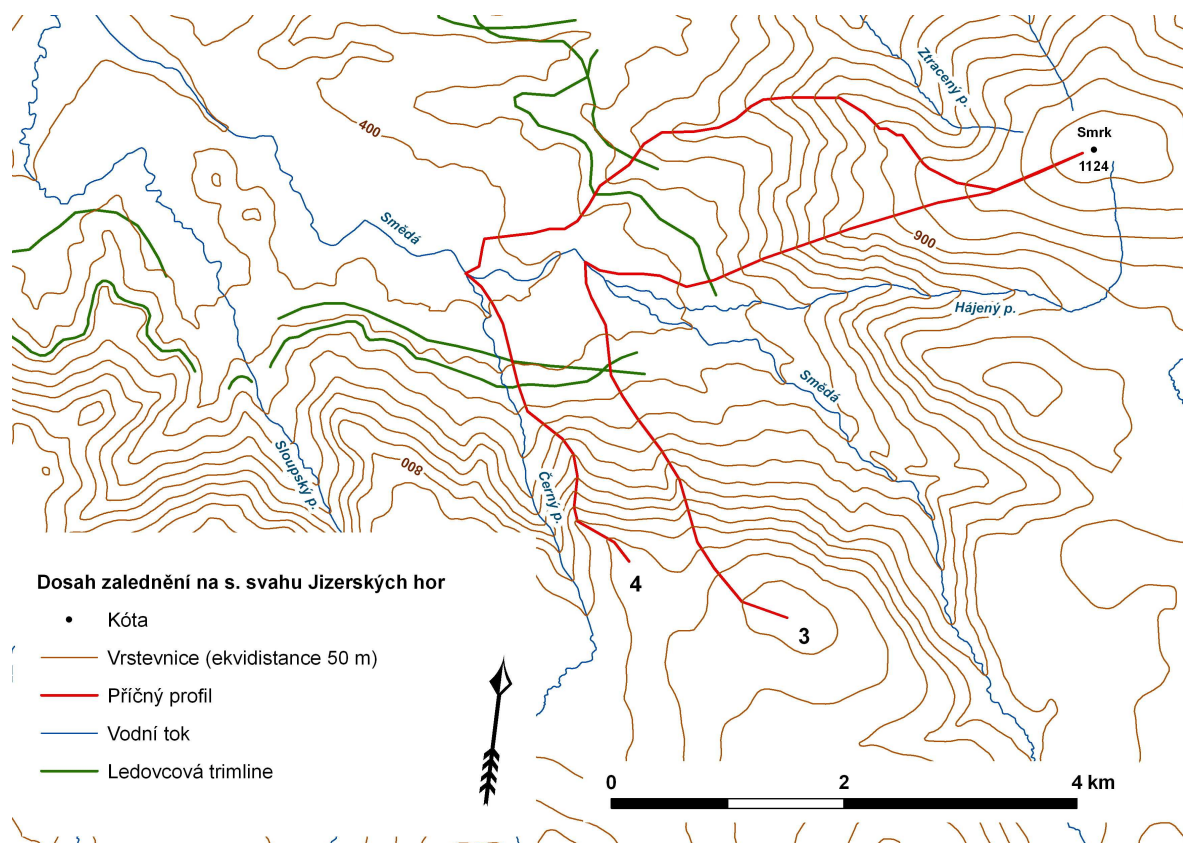 Ztracený p.
Smrk
1124
400
Smědá
900
Hájený p.
Smědá
800
Sloupský p.
Černý p.
4
3
Dosah zalednění na s. svahu Jizerských hor
Kóta
Vrstevnice (ekvidistance 50 m)
Příčný profil
Vodní tok
Ledovcová trimline
0 2 4 km